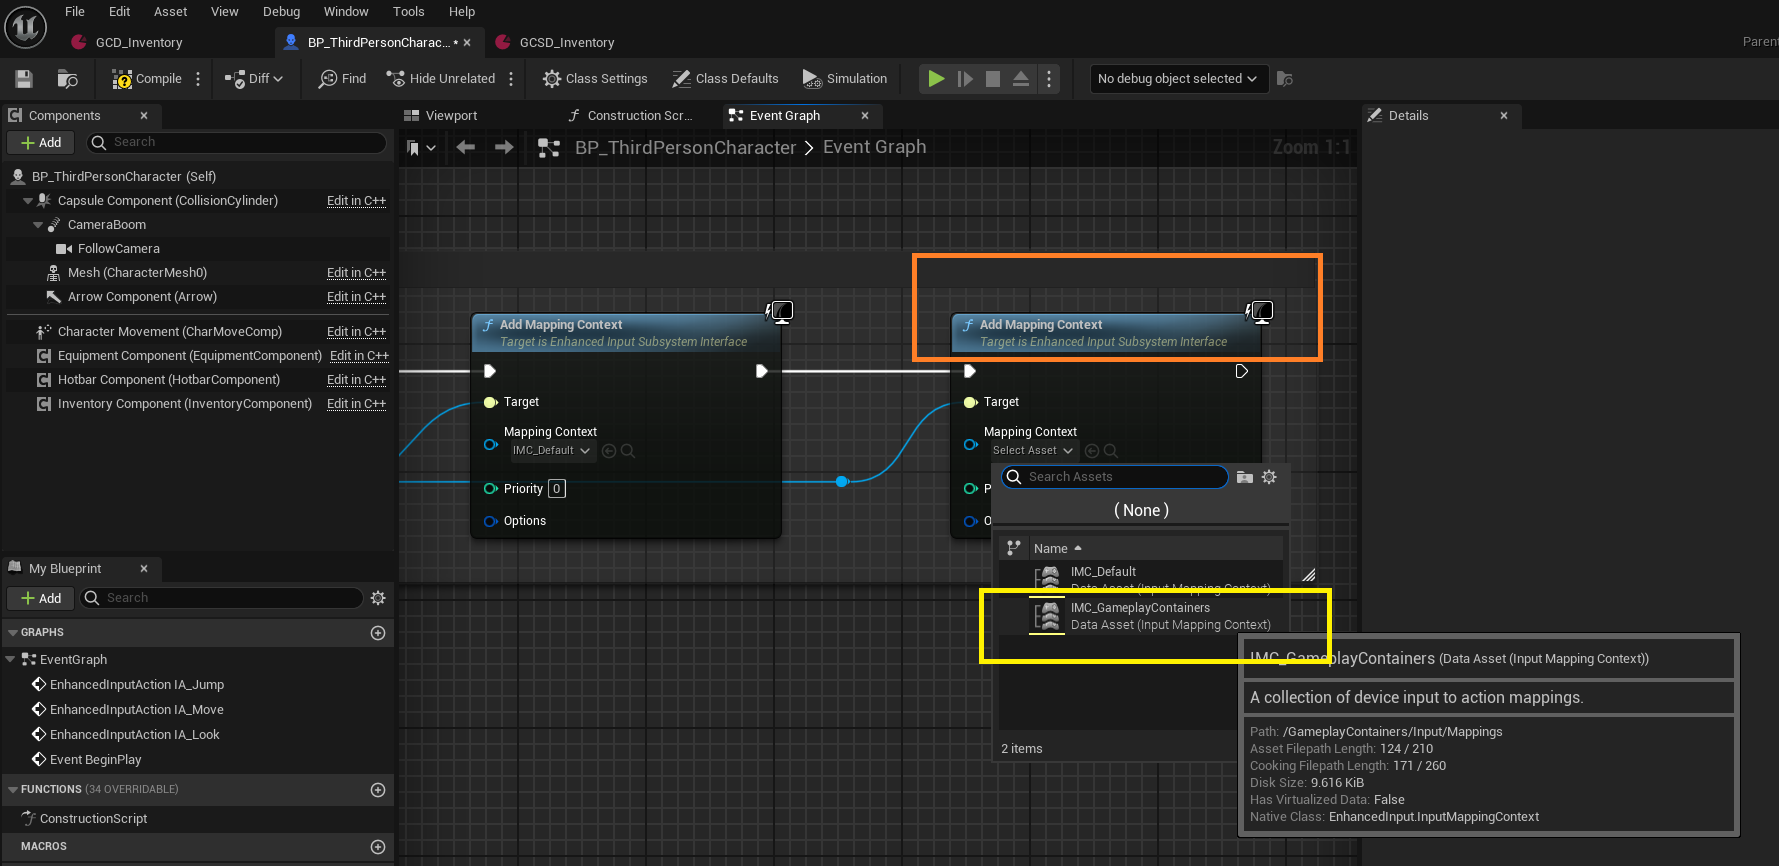 File Edit Asset View Debug Window Tools Help
GCD_Inventory
BP_ThirdPersonCharac... •
GCSD_Inventory
Parent
Compile
Diff
Find
Hide Unrelated
Class Settings
Class Defaults
Simulation
No debug object selected
Components
Add
Search
BP_ThirdPersonCharacter (Self)
Capsule Component (CollisionCylinder) Edit in C++
CameraBoom
FollowCamera
Mesh (CharacterMesh0) Edit in C++
Arrow Component (Arrow) Edit in C++
Character Movement (CharMoveComp) Edit in C++
Equipment Component (EquipmentComponent) Edit in C++
Hotbar Component (HotbarComponent) Edit in C++
Inventory Component (InventoryComponent) Edit in C++
My Blueprint
Add
Search
GRAPHS
EventGraph
EnhancedInputAction IA_Jump
EnhancedInputAction IA_Move
EnhancedInputAction IA_Look
Event BeginPlay
FUNCTIONS (34 OVERRIDABLE)
ConstructionScript
MACROS
Viewport
Construction Scr...
Event Graph
BP_ThirdPersonCharacter > Event Graph
Zoom 1:1
Add Mapping Context
Target is Enhanced Input Subsystem Interface
Target
Mapping Context
IMC_Default
Priority 0
Options
Add Mapping Context
Target is Enhanced Input Subsystem Interface
Target
Mapping Context
Select Asset
P
O
Search Assets
( None )
Name
IMC_Default
Data Asset (Input Mapping Context)
IMC_GameplayContainers
Data Asset (Input Mapping Context)
2 items
IMC_GameplayContainers (Data Asset (Input Mapping Context))
A collection of device input to action mappings.
Path: /GameplayContainers/Input/Mappings
Asset Filepath Length: 124 / 210
Cooking Filepath Length: 171 / 260
Disk Size: 9.616 KiB
Has Virtualized Data: False
Native Class: EnhancedInput.InputMappingContext
Details